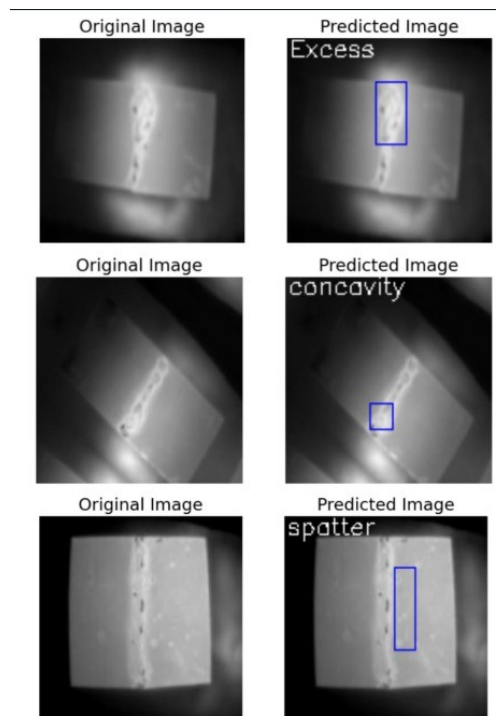 Original Image
Predicted Image
Excess
Original Image
Predicted Image
concavity
Original Image
Predicted Image
spatter